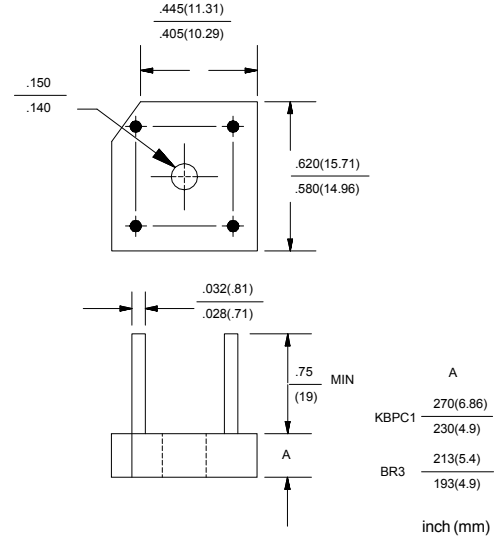 .445(11.31)
.405(10.29)
.150
.140
.620(15.71)
.580(14.96)
.032(.81)
.028(.71)
.75
(19)
MIN
A
A
KBPC1
270(6.86)
230(4.9)
BR3
213(5.4)
193(4.9)
inch (mm)